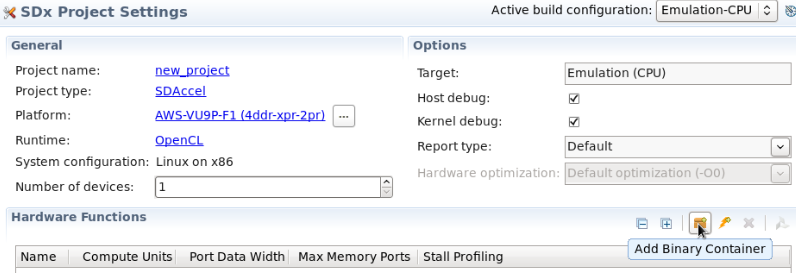 SDx Project Settings
Active build configuration: Emulation-CPU
General
Project name: new_project
Project type: SDAccel
Platform: AWS-VU9P-F1 (4ddr-xpr-2pr) ...
Runtime: OpenCL
System configuration: Linux on x86
Number of devices: 1
Options
Target: Emulation (CPU)
Host debug:
Kernel debug:
Report type: Default
Hardware optimization: Default optimization (-O0)
Hardware Functions
Add Binary Container
Name Compute Units Port Data Width Max Memory Ports Stall Profiling